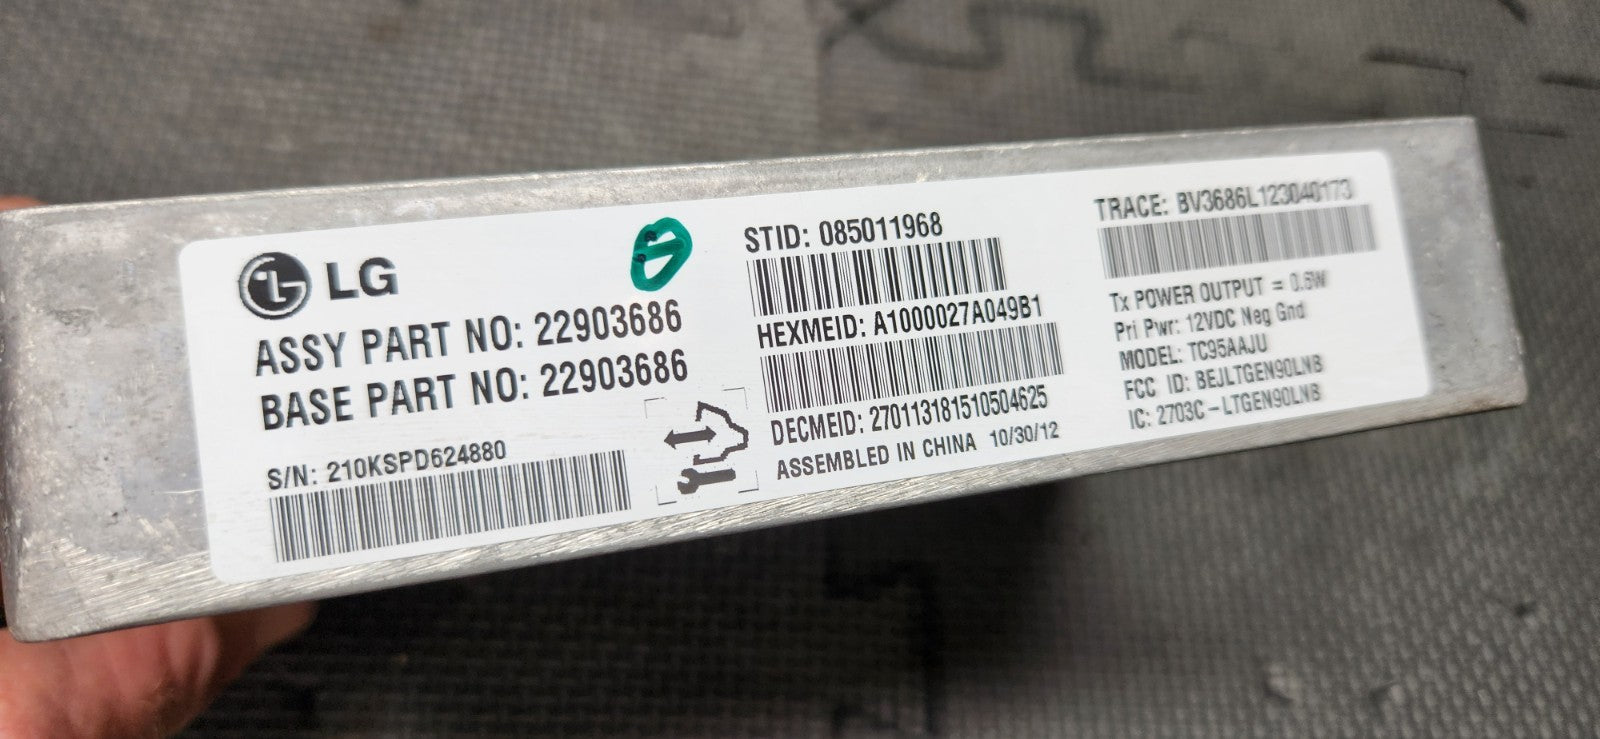 LG
ASSY PART NO: 22903686
BASE PART NO: 22903686
S/N: 210KSPD624880
STID: 085011968
HEXMEID: A1000027A049B1
DECMEID: 270113181510504625
ASSEMBLED IN CHINA 10/30/12
TRACE: BV3686L123040173
Tx POWER OUTPUT = 0.6W
Pri Pwr: 12VDC Neg Gnd
MODEL: TC95AAJU
FCC ID: BEJLTGEN90LNB
IC: 2703C-LTGEN90LNB